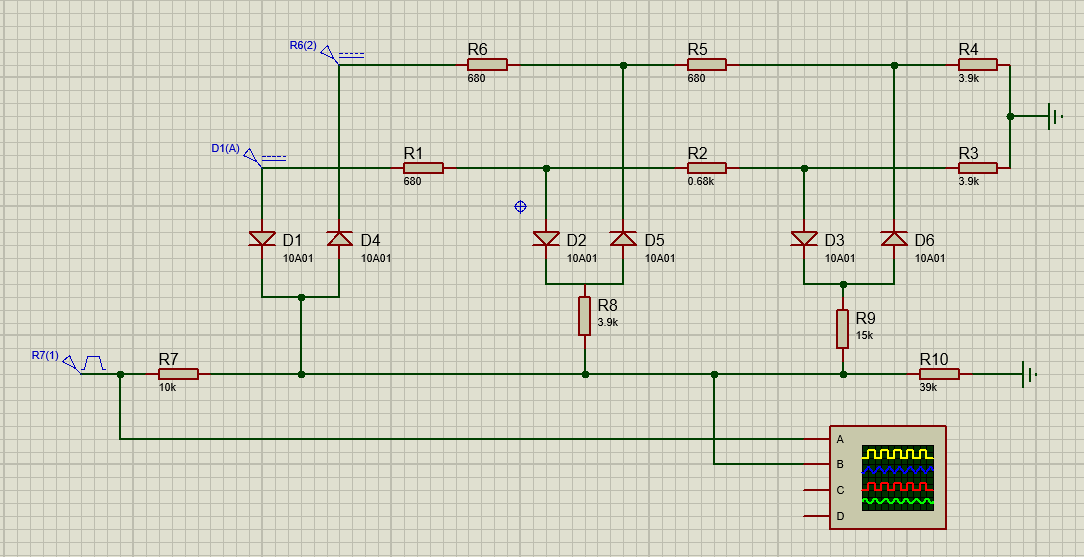 R6(2)
R6
680
R5
680
R4
3.9k
D1(A)
R1
680
R2
0.68k
R3
3.9k
D1
10A01
D4
10A01
D2
10A01
D5
10A01
D3
10A01
D6
10A01
R8
3.9k
R9
15k
R7(1)
R7
10k
R10
39k
A
B
C
D